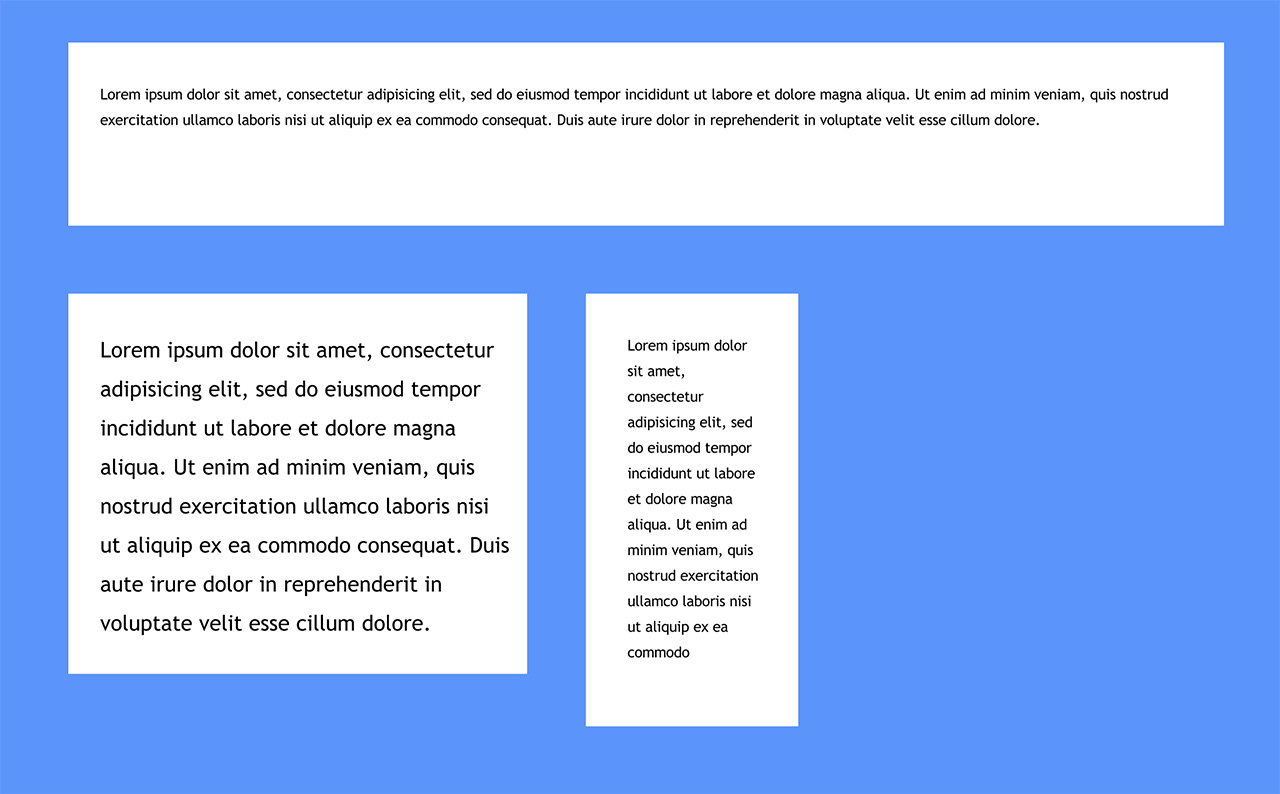 Lorem ipsum dolor sit amet, consectetur adipisicing elit, sed do eiusmod tempor incididunt ut labore et dolore magna aliqua. Ut enim ad minim veniam, quis nostrud
exercitation ullamco laboris nisi ut aliquip ex ea commodo consequat. Duis aute irure dolor in reprehenderit in voluptate velit esse cillum dolore.
Lorem ipsum dolor sit amet, consectetur
adipisicing elit, sed do eiusmod tempor
incididunt ut labore et dolore magna
aliqua. Ut enim ad minim veniam, quis
nostrud exercitation ullamco laboris nisi
ut aliquip ex ea commodo consequat. Duis
aute irure dolor in reprehenderit in
voluptate velit esse cillum dolore.
Lorem ipsum dolor
sit amet,
consectetur
adipisicing elit, sed
do eiusmod tempor
incididunt ut labore
et dolore magna
aliqua. Ut enim ad
minim veniam, quis
nostrud exercitation
ullamco laboris nisi
ut aliquip ex ea
commodo